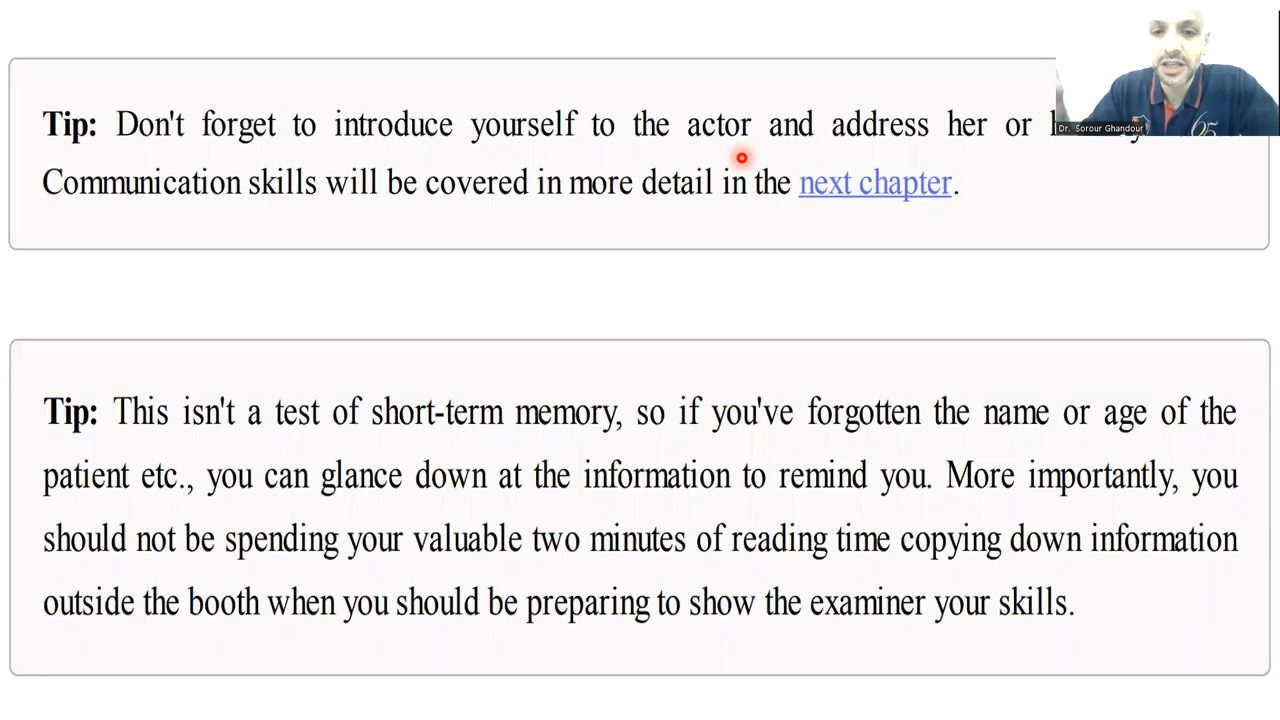 Tip: Don't forget to introduce yourself to the actor and address her or
Communication skills will be covered in more detail in the next chapter.
Dr. Sorour Ghandour
65
Tip: This isn't a test of short-term memory, so if you've forgotten the name or age of the
patient etc., you can glance down at the information to remind you. More importantly, you
should not be spending your valuable two minutes of reading time copying down information
outside the booth when you should be preparing to show the examiner your skills.